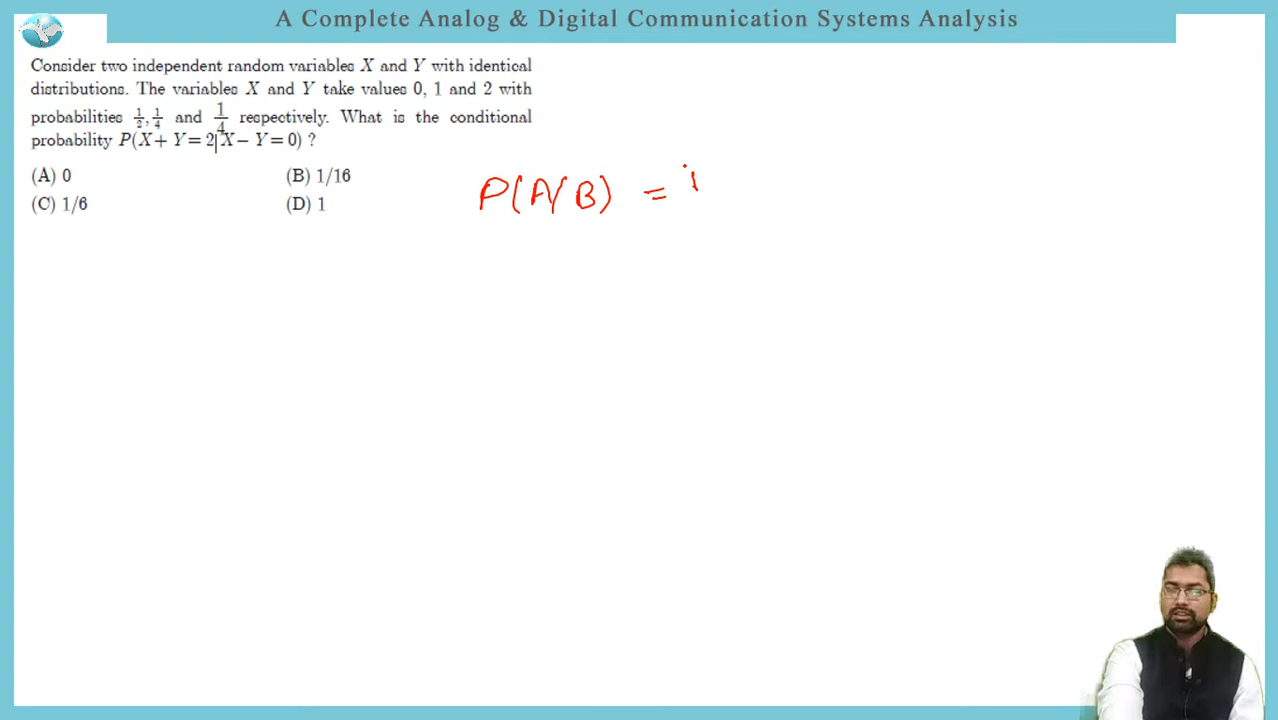 A Complete Analog & Digital Communication Systems Analysis
Consider two independent random variables X and Y with identical
distributions. The variables X and Y take values 0, 1 and 2 with
probabilities 1/2, 1/4 and 1/4 respectively. What is the conditional
probability P(X + Y = 2|X − Y = 0) ?
(A) 0 (B) 1/16
(C) 1/6 (D) 1
P(A/B) =